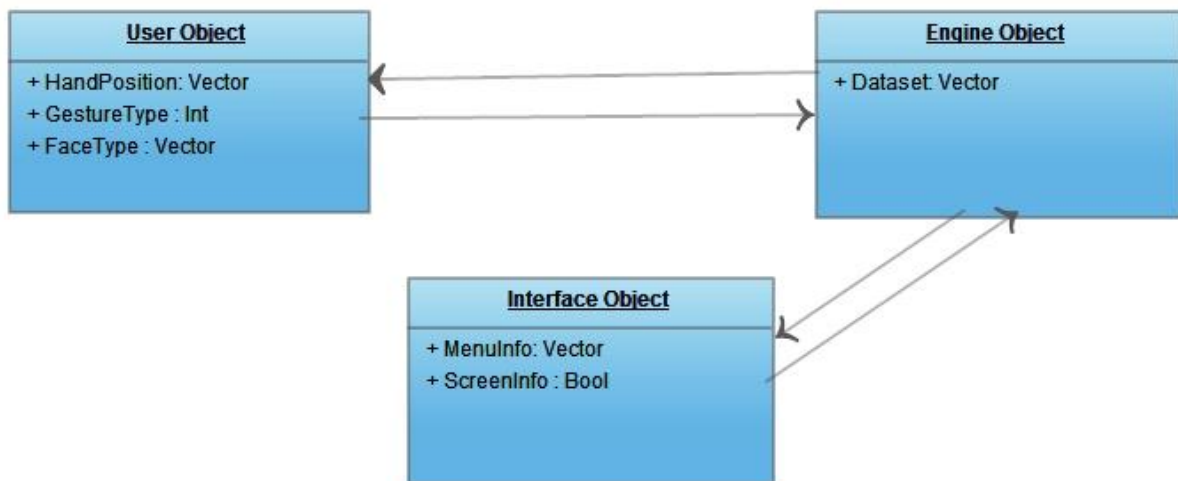 User Object
+ HandPosition: Vector
+ GestureType : Int
+ FaceType : Vector
Engine Object
+ Dataset: Vector
Interface Object
+ MenuInfo: Vector
+ ScreenInfo : Bool